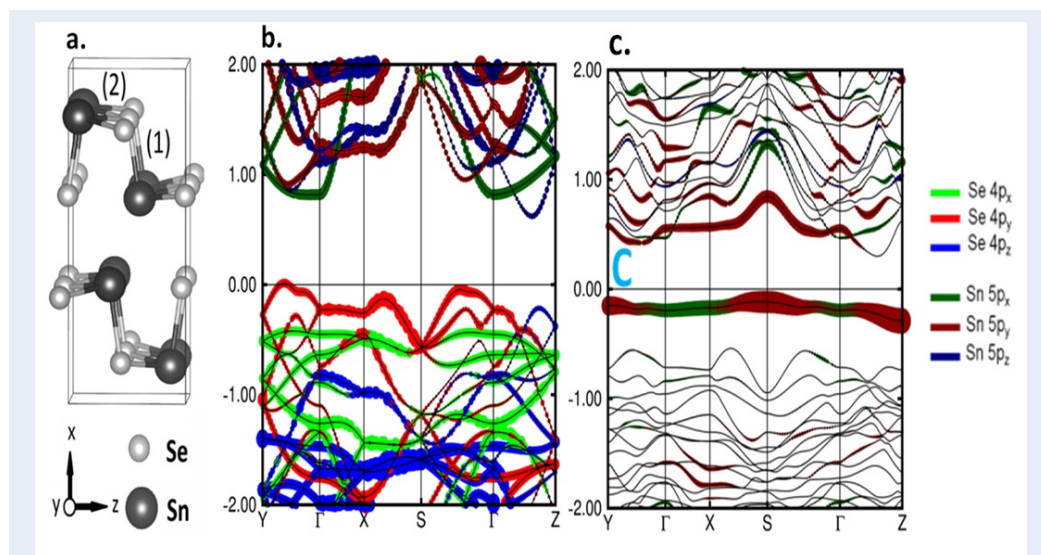 a.
(2)
(1)
x
y
z
Se
Sn
b.
2.00
1.00
0.00
-1.00
-2.00
Y Γ X S Γ Z
c.
2.00
1.00
C
0.00
-1.00
-2.00
Y Γ X S Γ Z
Se 4px
Se 4py
Se 4pz
Sn 5px
Sn 5py
Sn 5pz